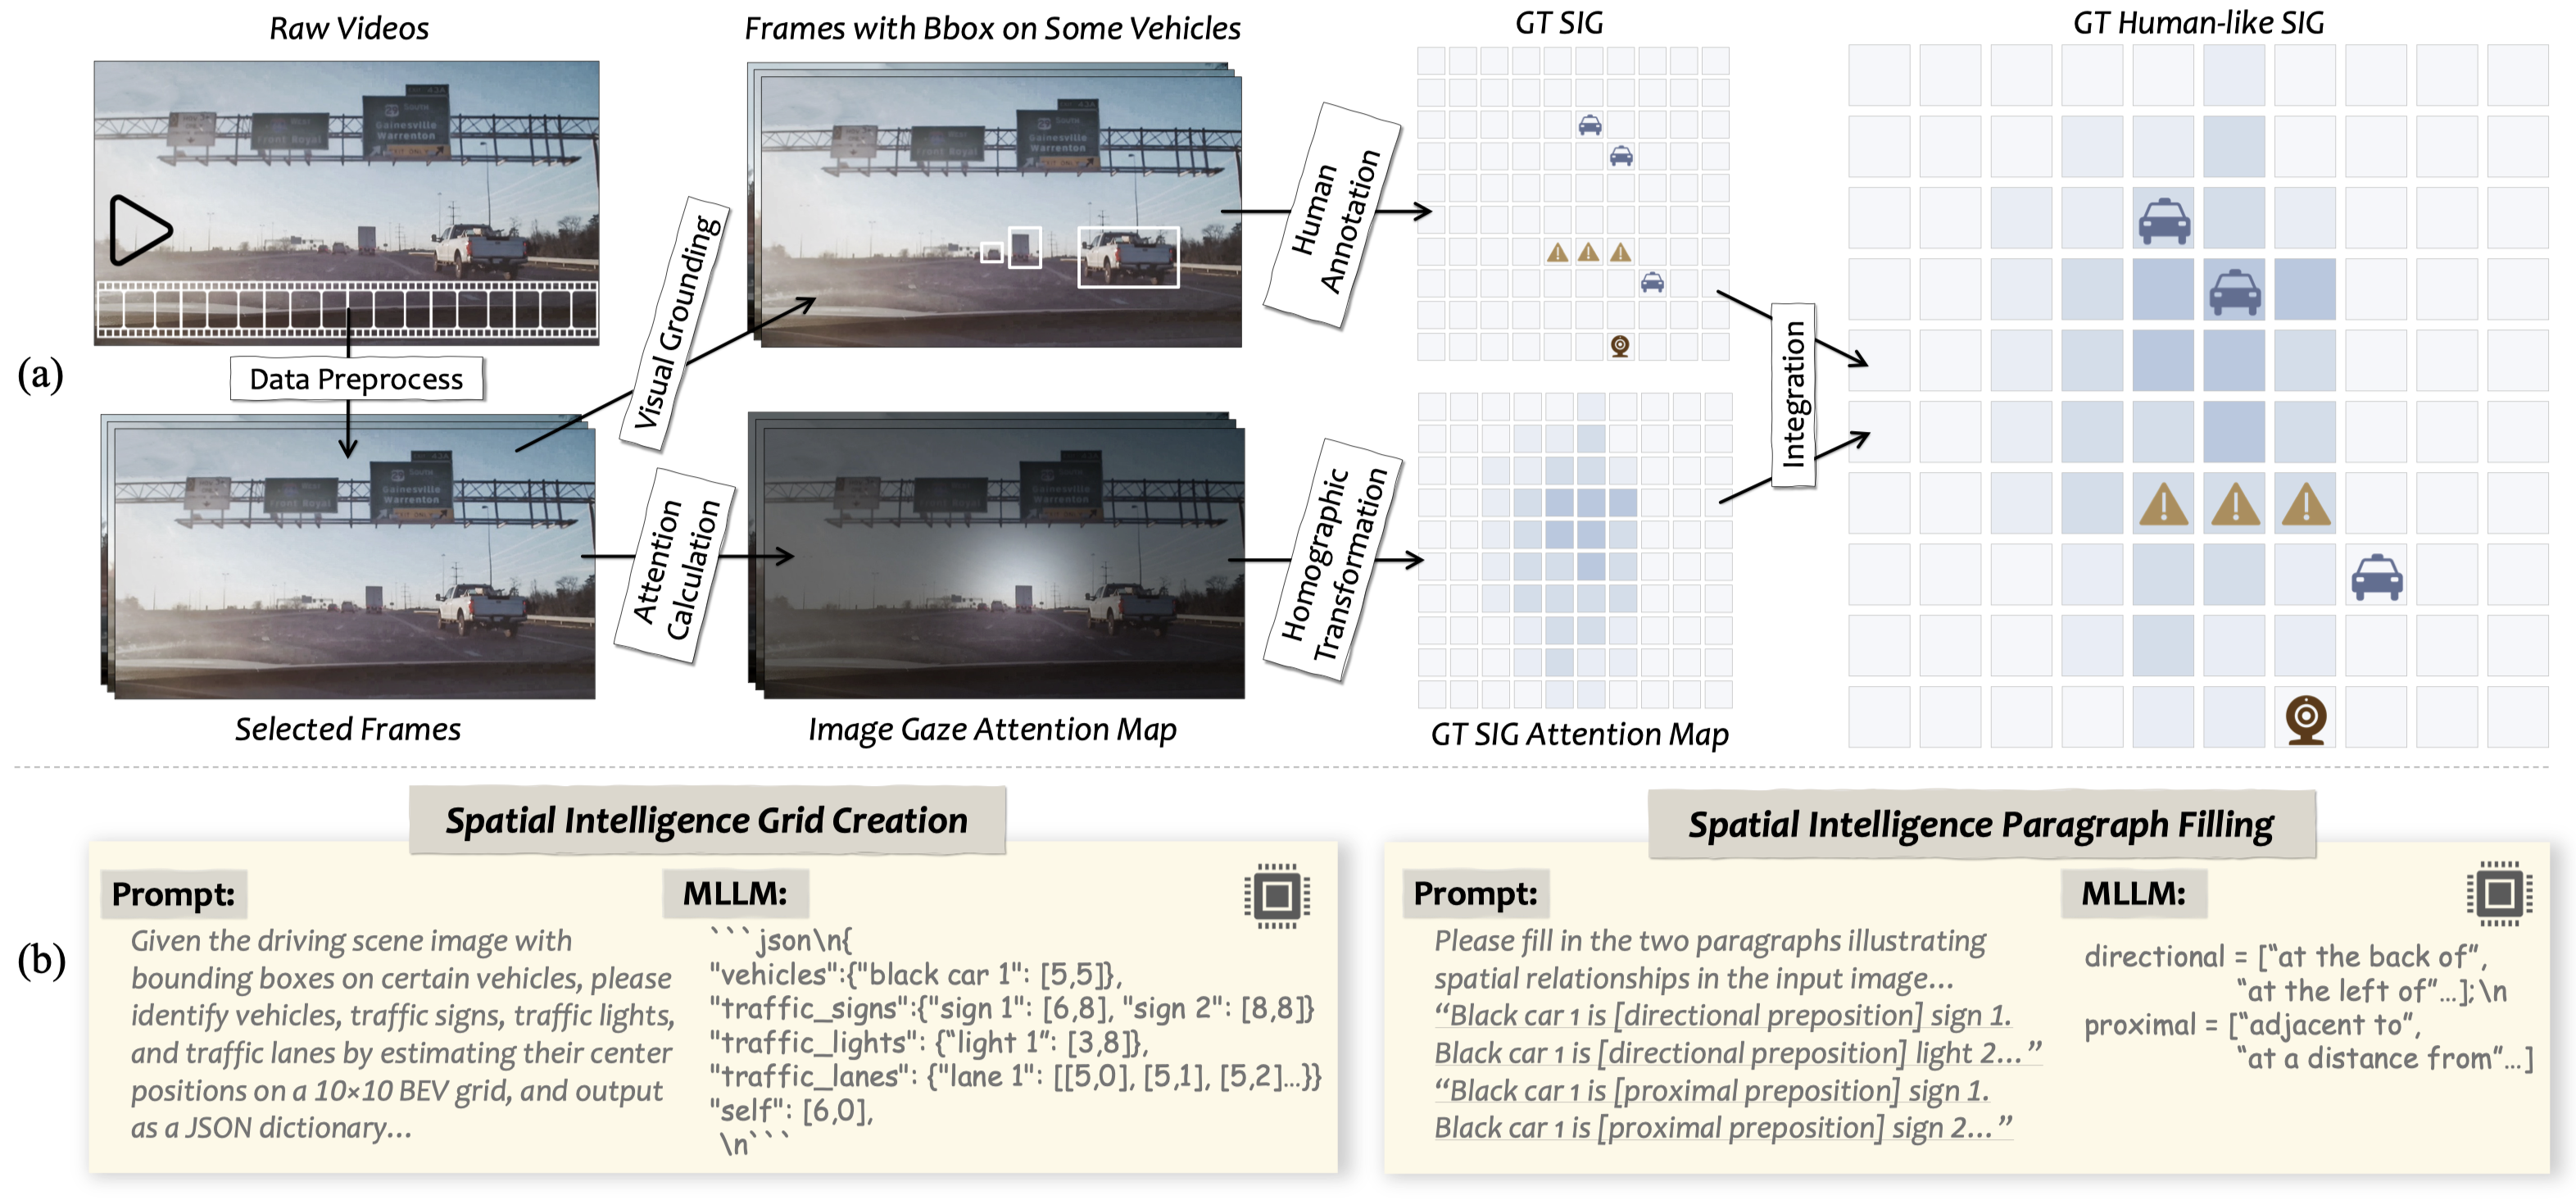 Raw Videos
Frames with Bbox on Some Vehicles
GT SIG
GT Human-like SIG
South
Gainesville
Warrenton
EXIT ONLY
Front Royal
Human
Annotation
Visual Grounding
(a)
Data Preprocess
Integration
Attention
Calculation
Homographic
Transformation
Selected Frames
Image Gaze Attention Map
GT SIG Attention Map
Spatial Intelligence Grid Creation
Prompt:
Given the driving scene image with
bounding boxes on certain vehicles, please
identify vehicles, traffic signs, traffic lights,
and traffic lanes by estimating their center
positions on a 10×10 BEV grid, and output
as a JSON dictionary...
MLLM:
```json\n{
"vehicles":{"black car 1": [5,5]},
"traffic_signs":{"sign 1": [6,8], "sign 2": [8,8]}
"traffic_lights": {“light 1”: [3,8]},
"traffic_lanes": {"lane 1": [[5,0], [5,1], [5,2]...}}
"self": [6,0],
\n```
(b)
Spatial Intelligence Paragraph Filling
Prompt:
Please fill in the two paragraphs illustrating
spatial relationships in the input image...
“Black car 1 is [directional preposition] sign 1.
Black car 1 is [directional preposition] light 2...”
“Black car 1 is [proximal preposition] sign 1.
Black car 1 is [proximal preposition] sign 2...”
MLLM:
directional = [“at the back of”,
“at the left of”...];\n
proximal = [“adjacent to”,
“at a distance from”...]